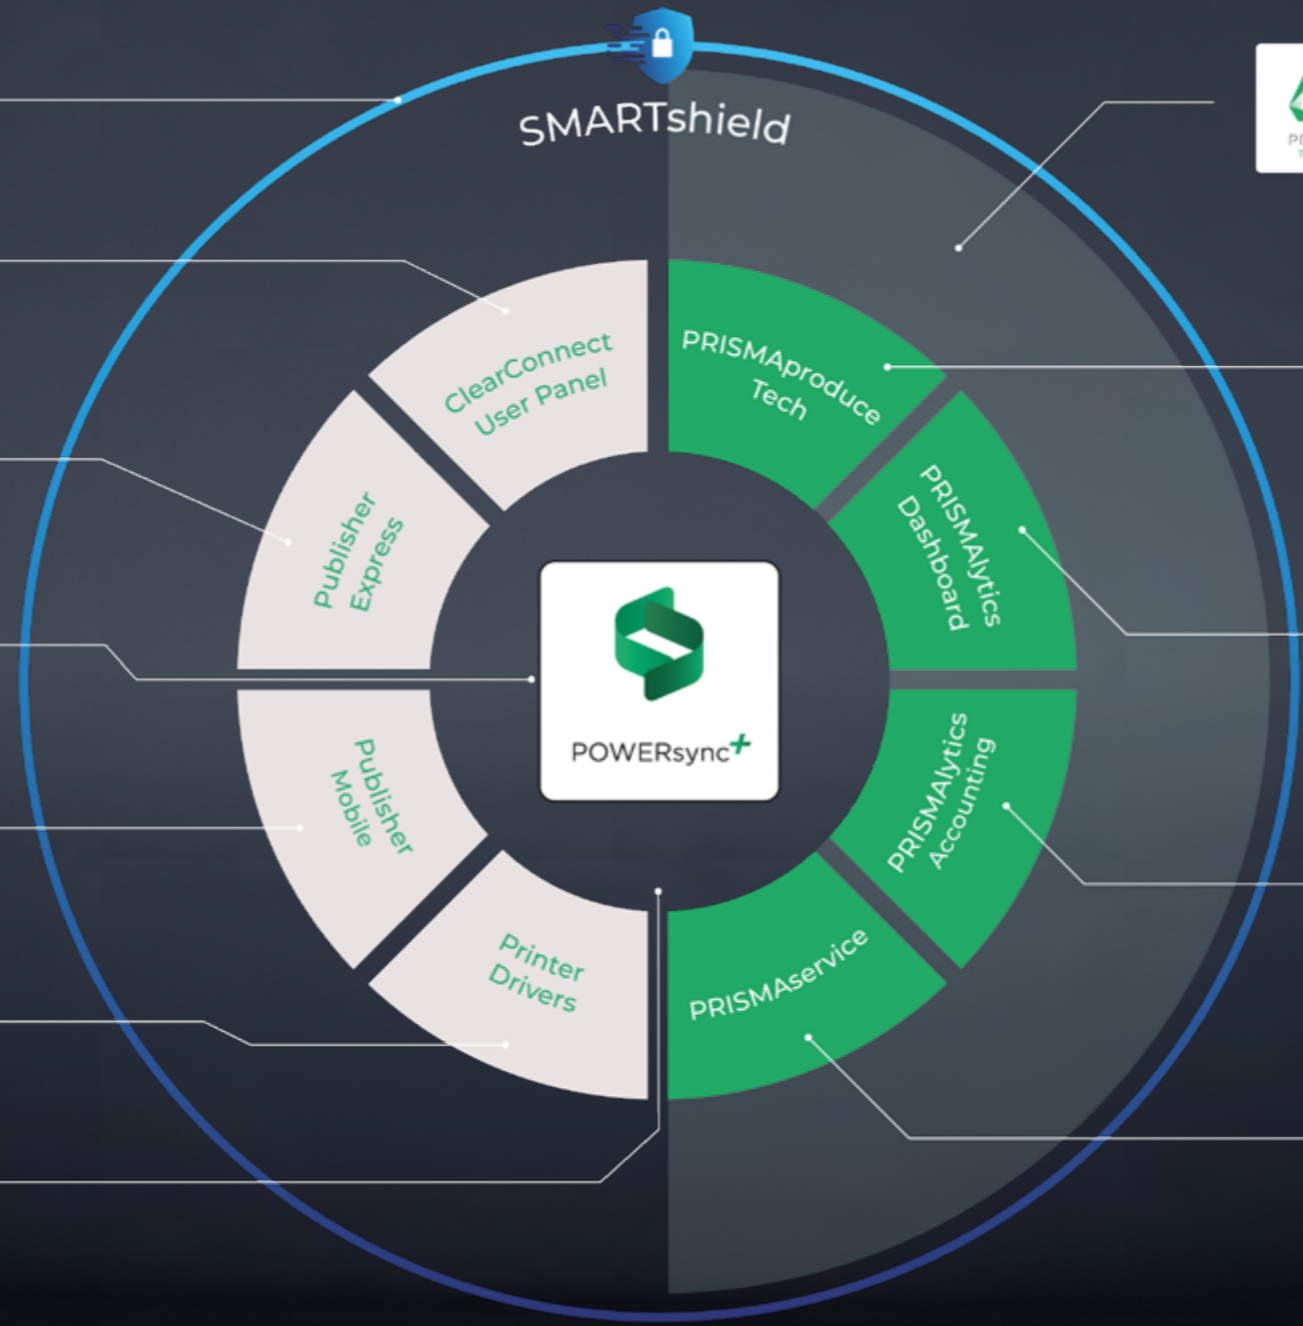 SMARTshield
ClearConnect
User Panel
PRISMAproduce
Tech
Publisher
Express
PRISMAlytics
Dashboard
POWERsync+
Publisher
Mobile
PRISMAlytics
Accounting
Printer
Drivers
PRISMAservice